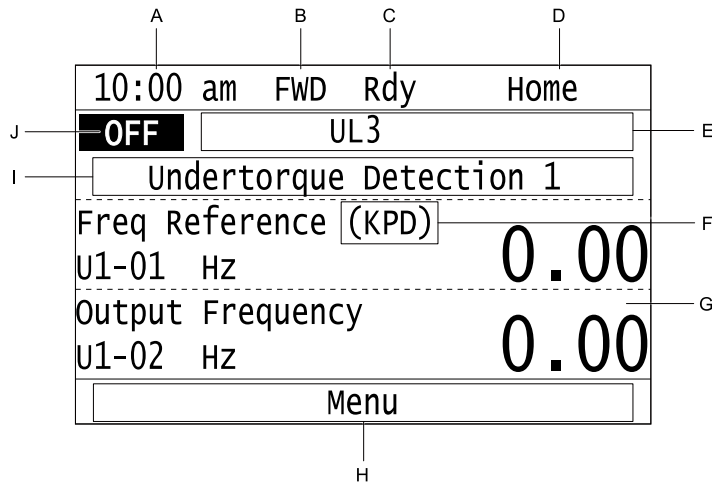 A B C D
10:00 am FWD Rdy Home
J OFF UL3 E
I Undertorque Detection 1
Freq Reference (KPD) F
U1-01 Hz 0.00
Output Frequency G
U1-02 Hz 0.00
Menu
H